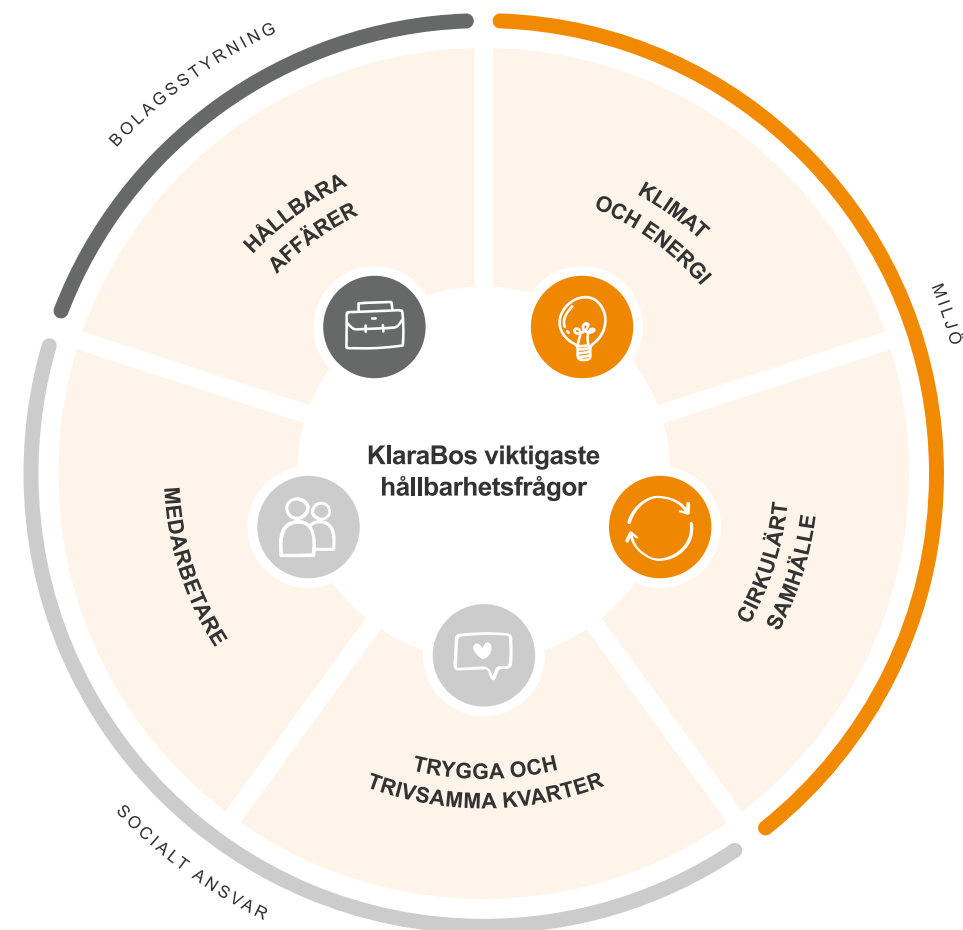 BOLAGSSTYRNING
HÅLLBARA
AFFÄRER
KLIMAT
OCH ENERGI
MILJÖ
KlaraBos viktigaste
hållbarhetsfrågor
MEDARBETARE
CIRKULÄRT
SAMHÄLLE
TRYGGA OCH
TRIVSAMMA KVARTER
SOCIALT ANSVAR